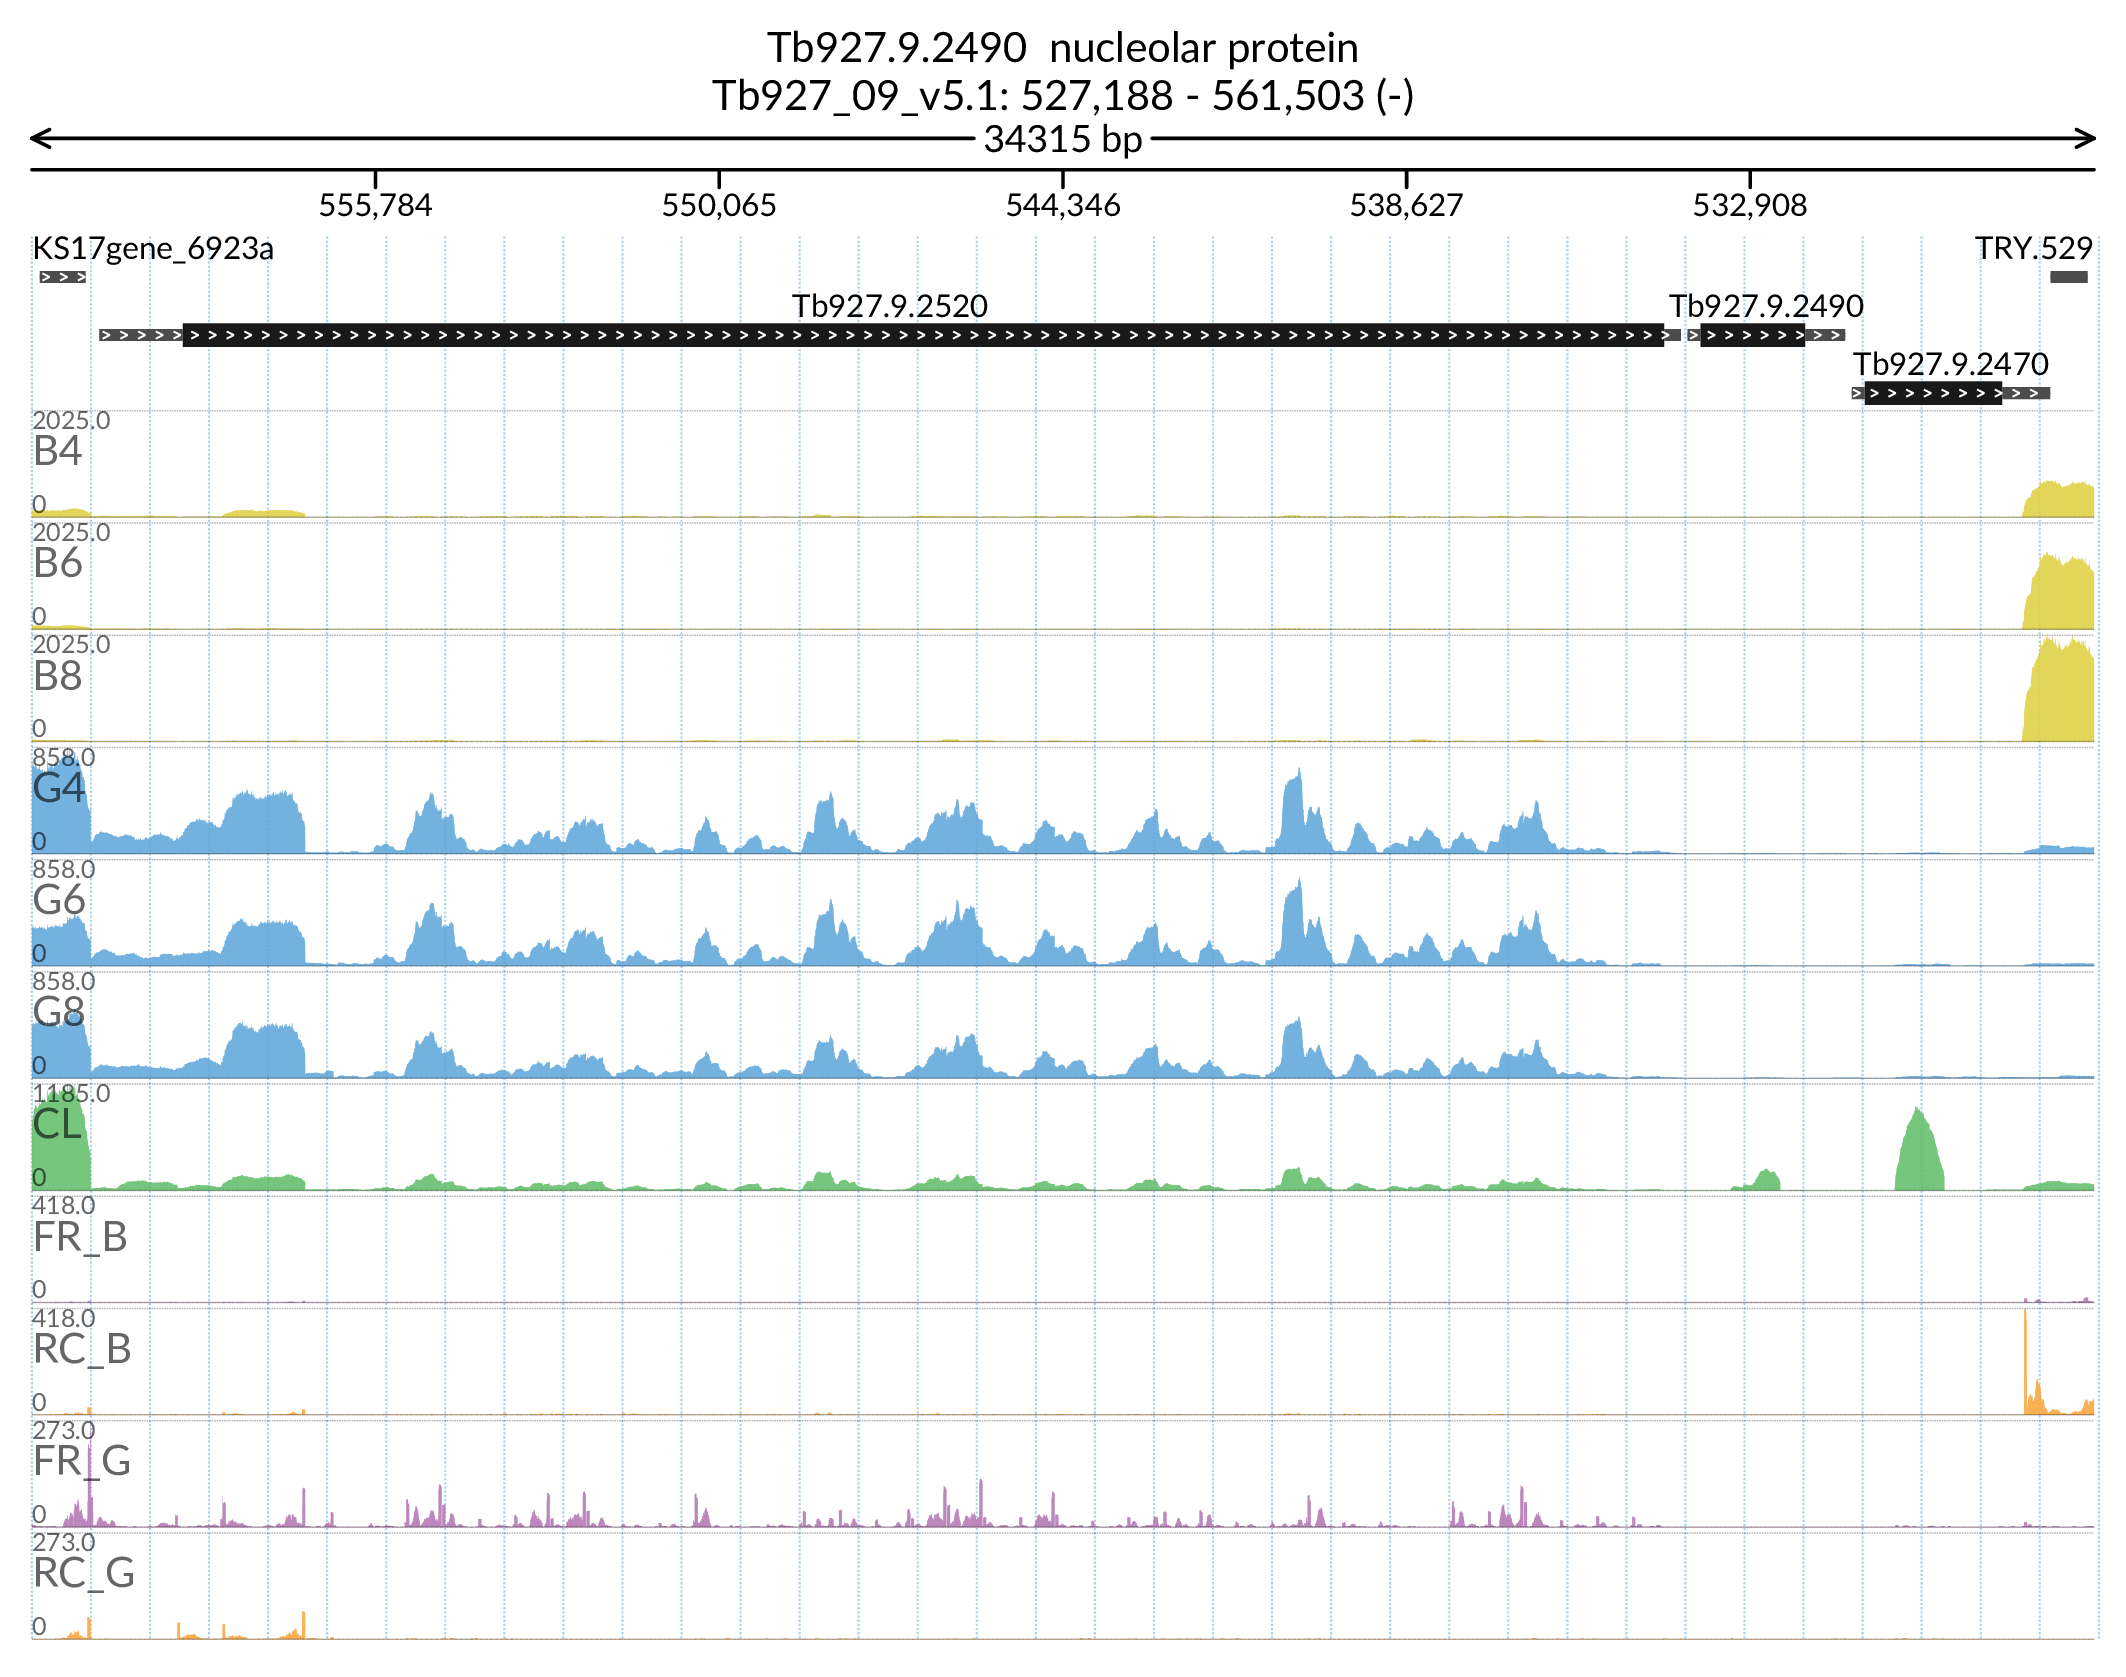 Tb927.9.2490  nucleolar protein
Tb927_09_v5.1: 527,188 - 561,503 (-)
34315 bp
555,784 550,065 544,346 538,627 532,908
KS17gene_6923a TRY.529
Tb927.9.2520 Tb927.9.2490
Tb927.9.2470
2025.0
B4
0
2025.0
B6
0
2025.0
B8
0
858.0
G4
0
858.0
G6
0
858.0
G8
0
1185.0
CL
0
418.0
FR_B
0
418.0
RC_B
0
273.0
FR_G
0
273.0
RC_G
0